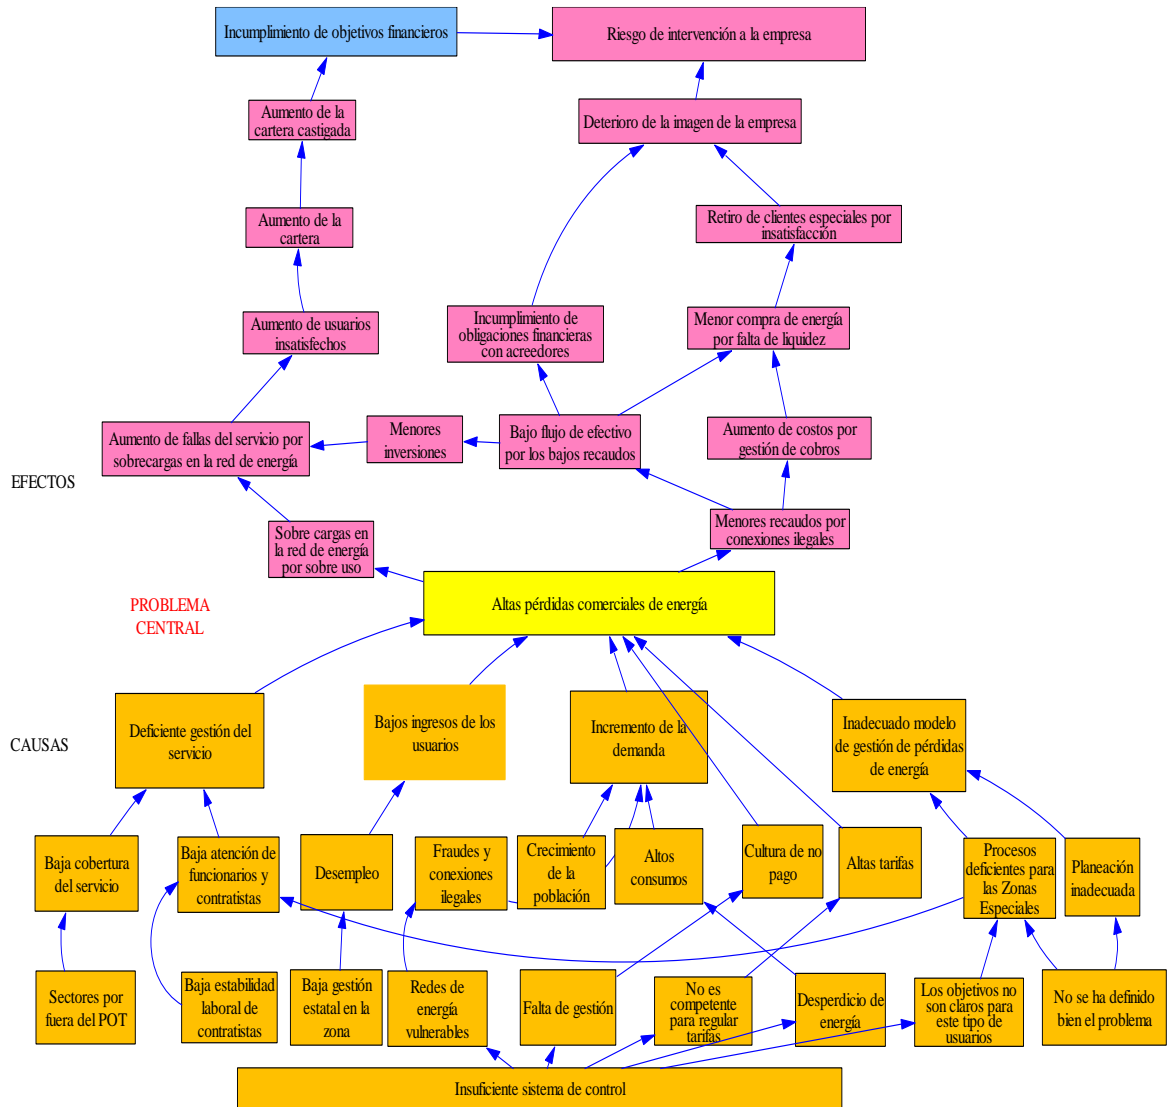 Incumplimiento de objetivos financieros
Riesgo de intervención a la empresa
Aumento de la
cartera castigada
Deterioro de la imagen de la empresa
Aumento de la
cartera
Retiro de clientes especiales por
insatisfacción
Aumento de usuarios
insatisfechos
Incumplimiento de
obligaciones financieras
con acreedores
Menor compra de energía
por falta de liquidez
Aumento de fallas del servicio por
sobrecargas en la red de energía
Menores
inversiones
Bajo flujo de efectivo
por los bajos recaudos
Aumento de costos por
gestión de cobros
EFECTOS
Sobre cargas en
la red de energía
por sobre uso
Menores recaudos por
conexiones ilegales
PROBLEMA
CENTRAL
Altas pérdidas comerciales de energía
CAUSAS
Deficiente gestión del
servicio
Bajos ingresos de los
usuarios
Incremento de la
demanda
Inadecuado modelo
de gestión de pérdidas
de energía
Baja cobertura
del servicio
Baja atención de
funcionarios y
contratistas
Desempleo
Fraudes y
conexiones
ilegales
Crecimiento
de la
población
Altos
consumos
Cultura de no
pago
Altas tarifas
Procesos
deficientes para
las Zonas
Especiales
Planeación
inadecuada
Sectores por
fuera del POT
Baja estabilidad
laboral de
contratistas
Baja gestión
estatal en la
zona
Redes de
energía
vulnerables
Falta de gestión
No es
competente
para regular
tarifas
Desperdicio de
energía
Los objetivos no
son claros para
este tipo de
usuarios
No se ha definido
bien el problema
Insuficiente sistema de control